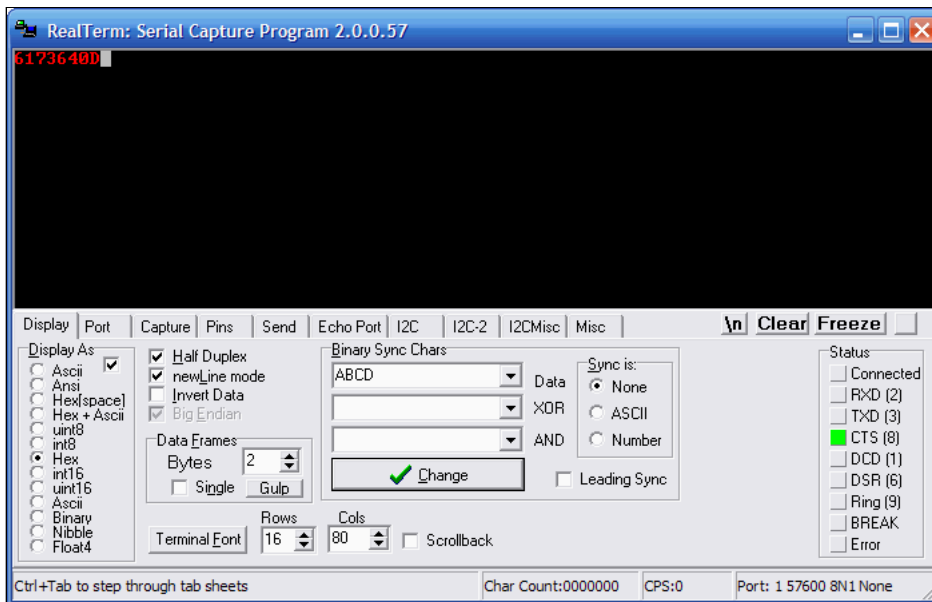 RealTerm: Serial Capture Program 2.0.0.57
6173640D
Display Port Capture Pins Send Echo Port I2C I2C-2 I2CMisc Misc \n Clear Freeze
Display As
Ascii
Ansi
Hex[space]
Hex + Ascii
uint8
int8
Hex
int16
uint16
Ascii
Binary
Nibble
Float4
Half Duplex
newLine mode
Invert Data
Big Endian
Data Frames
Bytes 2
Single Gulp
Binary Sync Chars
ABCD Data
XOR
AND
Change
Sync is:
None
ASCII
Number
Leading Sync
Rows Cols
Terminal Font 16 80 Scrollback
Status
Connected
RXD (2)
TXD (3)
CTS (8)
DCD (1)
DSR (6)
Ring (9)
BREAK
Error
Ctrl+Tab to step through tab sheets Char Count:0000000 CPS:0 Port: 1 57600 8N1 None